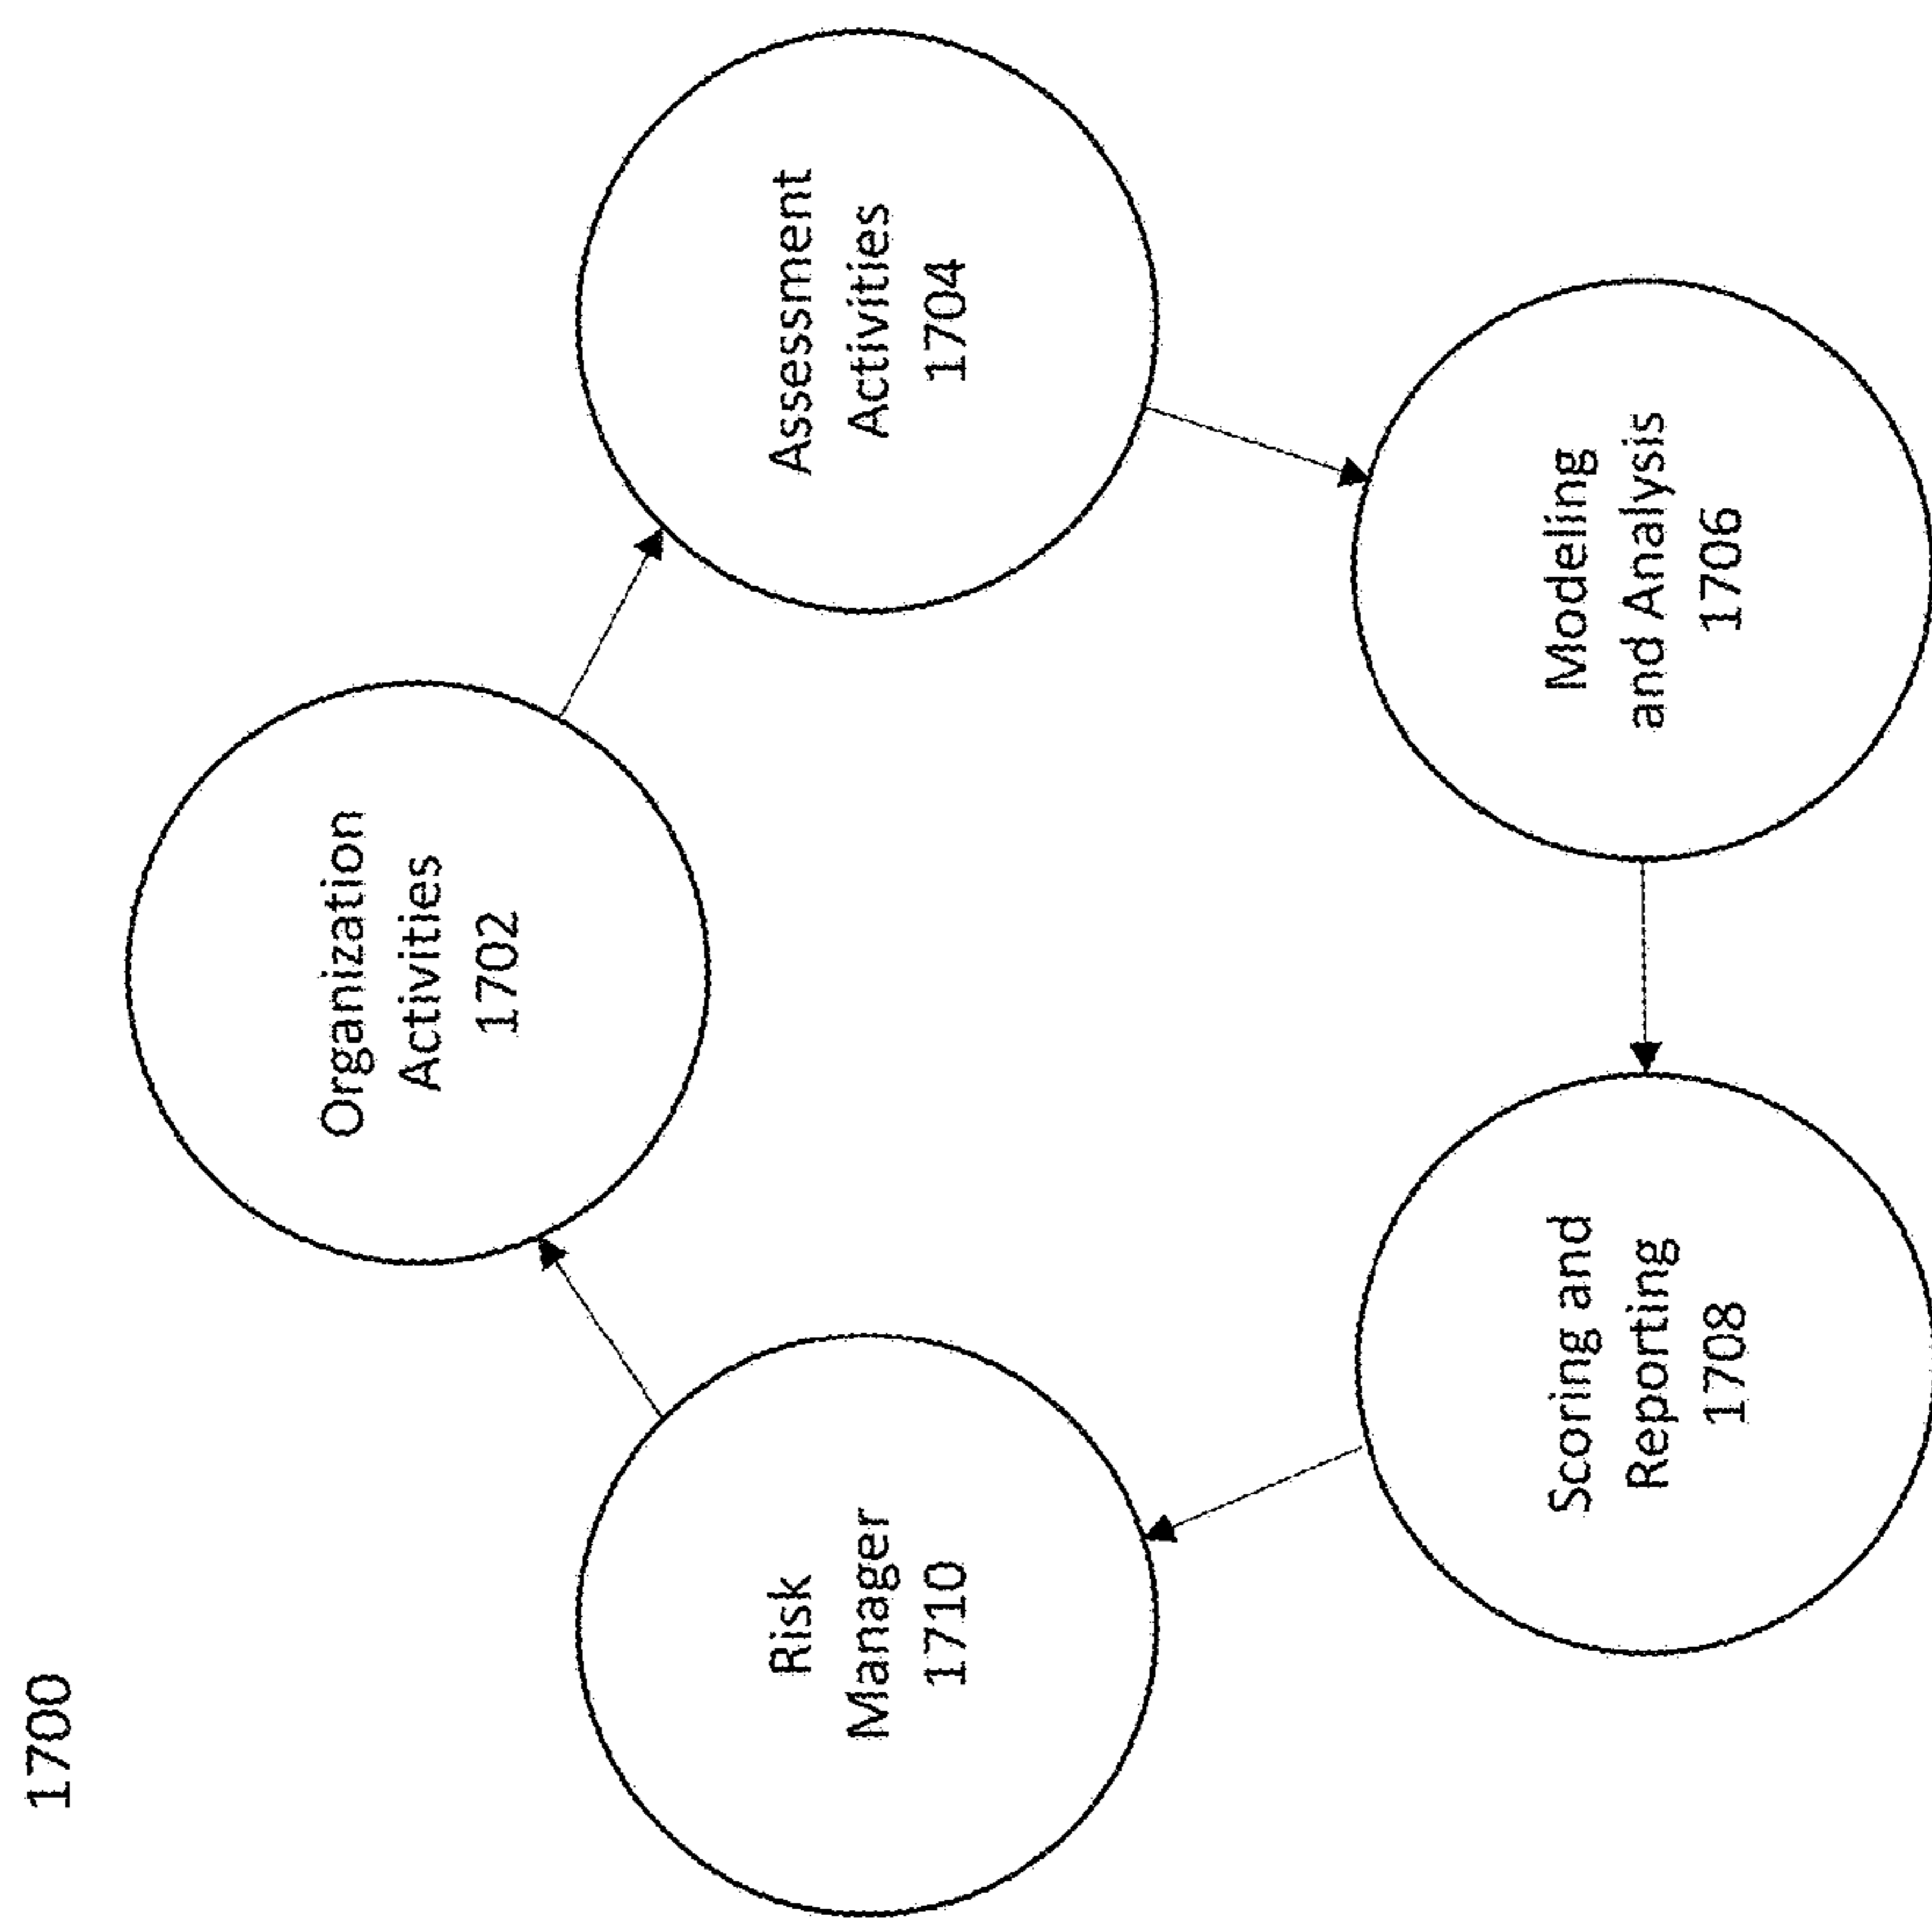 1700
Organization
Activities
1702
Assessment
Activities
1704
Modeling
and Analysis
1706
Scoring and
Reporting
1708
Risk
Manager
1710